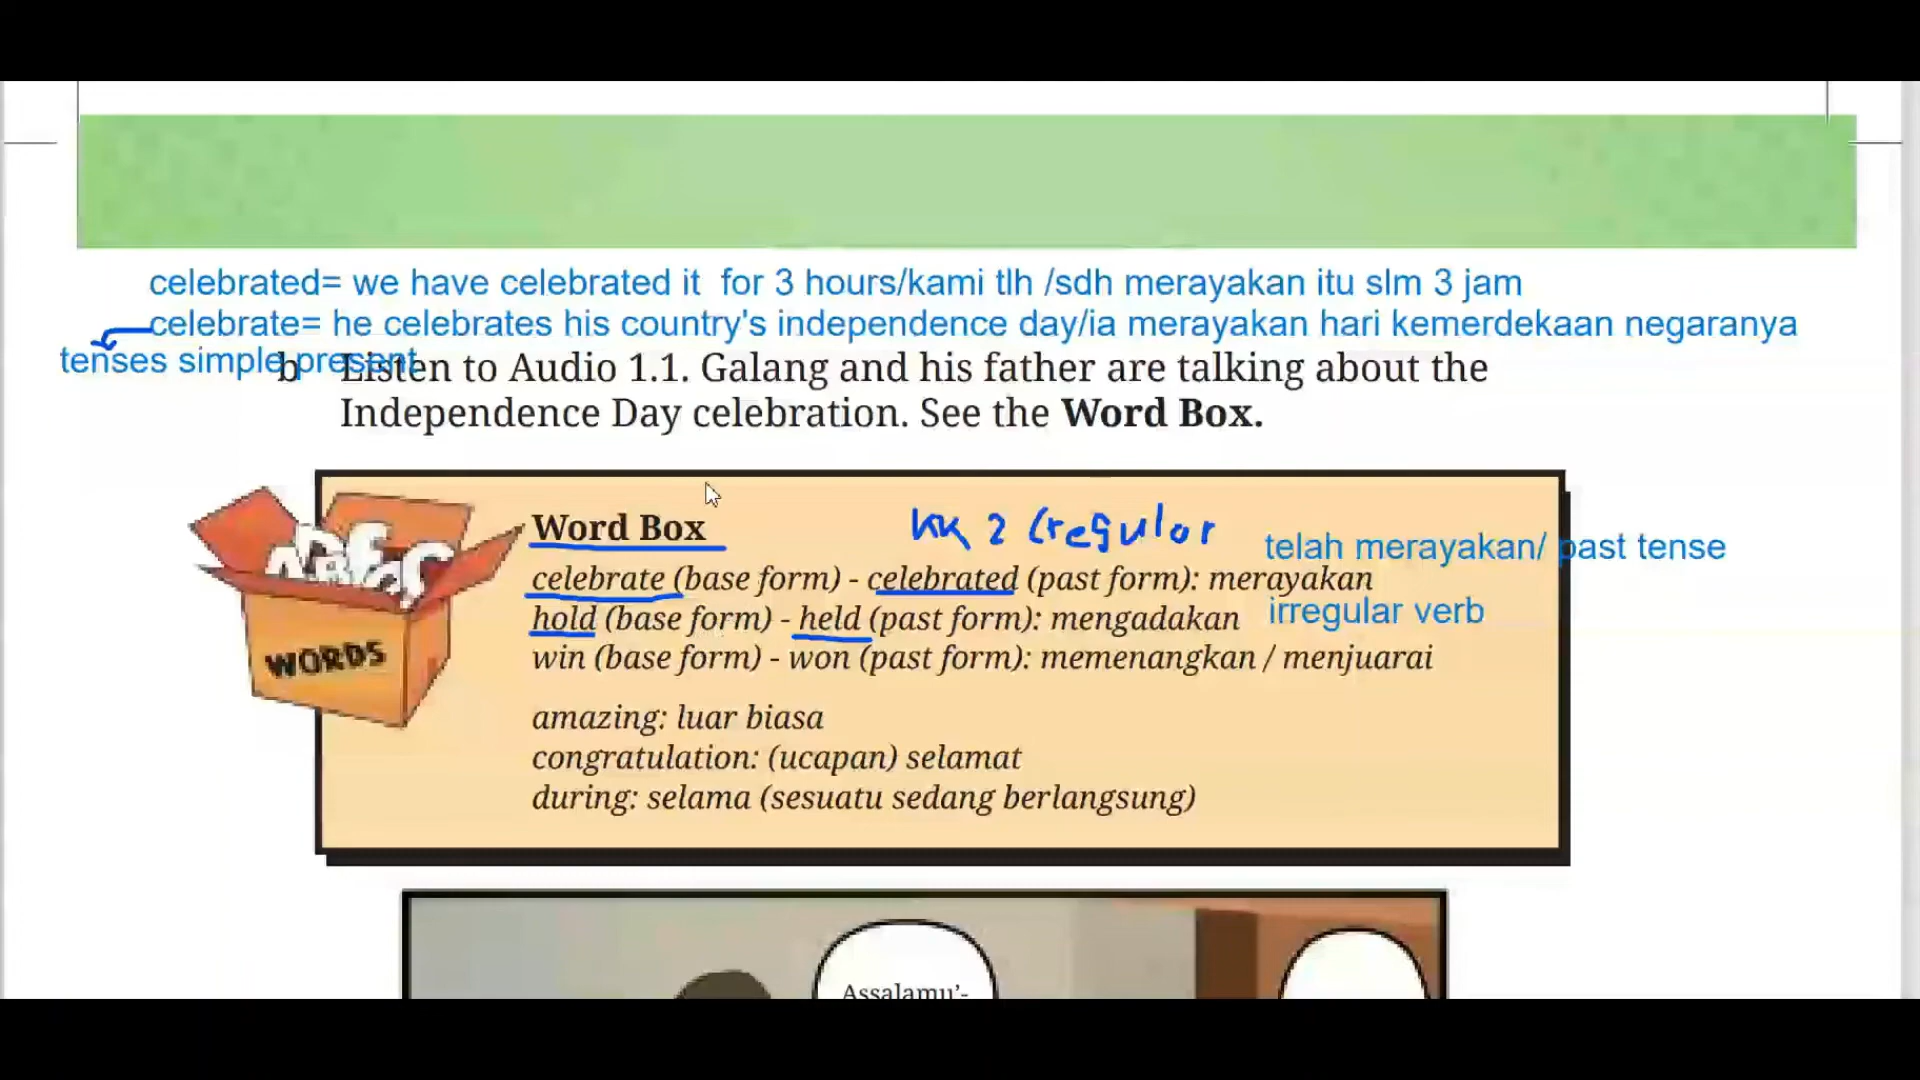 celebrated= we have celebrated it  for 3 hours/kami tlh /sdh merayakan itu slm 3 jam
celebrate= he celebrates his country's independence day/ia merayakan hari kemerdekaan negaranya
tenses simple present
b Listen to Audio 1.1. Galang and his father are talking about the
Independence Day celebration. See the Word Box.
WORDS
Word Box
KK 2 (regular
telah merayakan/ past tense
celebrate (base form) - celebrated (past form): merayakan
irregular verb
hold (base form) - held (past form): mengadakan
win (base form) - won (past form): memenangkan / menjuarai
amazing: luar biasa
congratulation: (ucapan) selamat
during: selama (sesuatu sedang berlangsung)
Assalamu'-